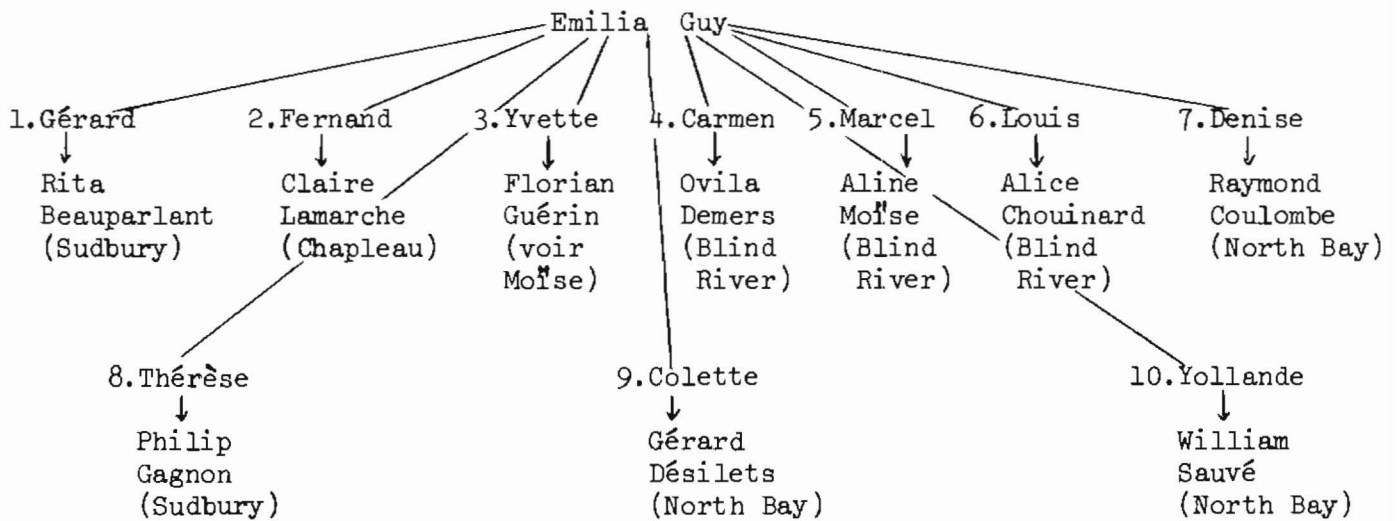 Emilia Guy
1.Gérard 2.Fernand 3.Yvette 4.Carmen 5.Marcel 6.Louis 7.Denise
Rita Claire Florian Ovila Aline Alice Raymond
Beauparlant Lamarche Guérin Demers Moïse Chouinard Coulombe
(Sudbury) (Chapleau) (voir (Blind (Blind (Blind (North Bay)
Moïse) River) River) River)
8.Thérèse 9.Colette 10.Yollande
Philip Gérard William
Gagnon Désilets Sauvé
(Sudbury) (North Bay) (North Bay)